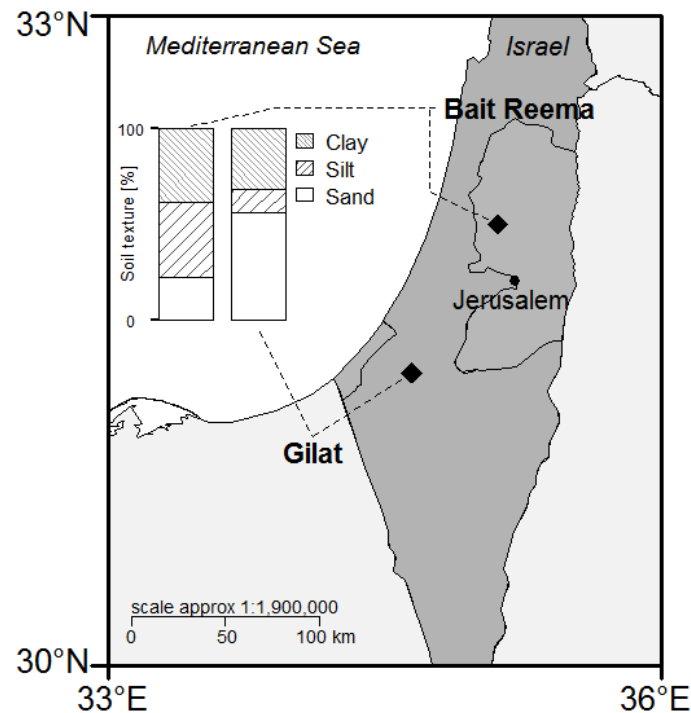 33°N
Mediterranean Sea
Israel
Bait Reema
100
Clay
Silt
Sand
Soil texture [%]
0
Jerusalem
Gilat
scale approx 1:1,900,000
0 50 100 km
30°N
33°E
36°E